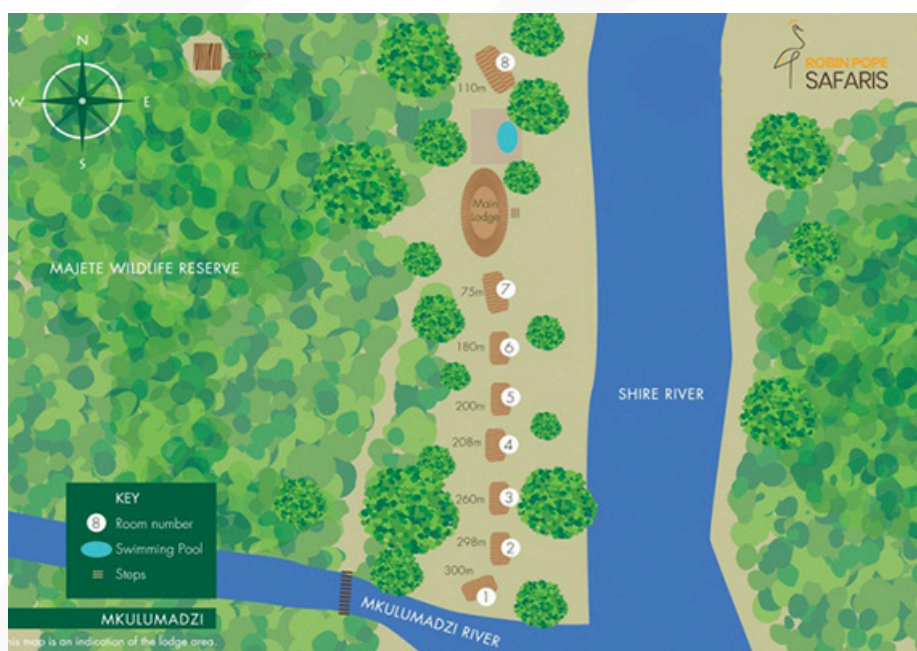 N
W
E
S
ROBIN POPE
SAFARIS
8
110m
Main
Lodge
MAJETE WILDLIFE RESERVE
7
75m
6
180m
5
200m
SHIRE RIVER
4
208m
3
260m
2
298m
300m
1
KEY
8 Room number
Swimming Pool
Steps
MKULUMADZI RIVER
MKULUMADZI
his map is an indication of the lodge area.